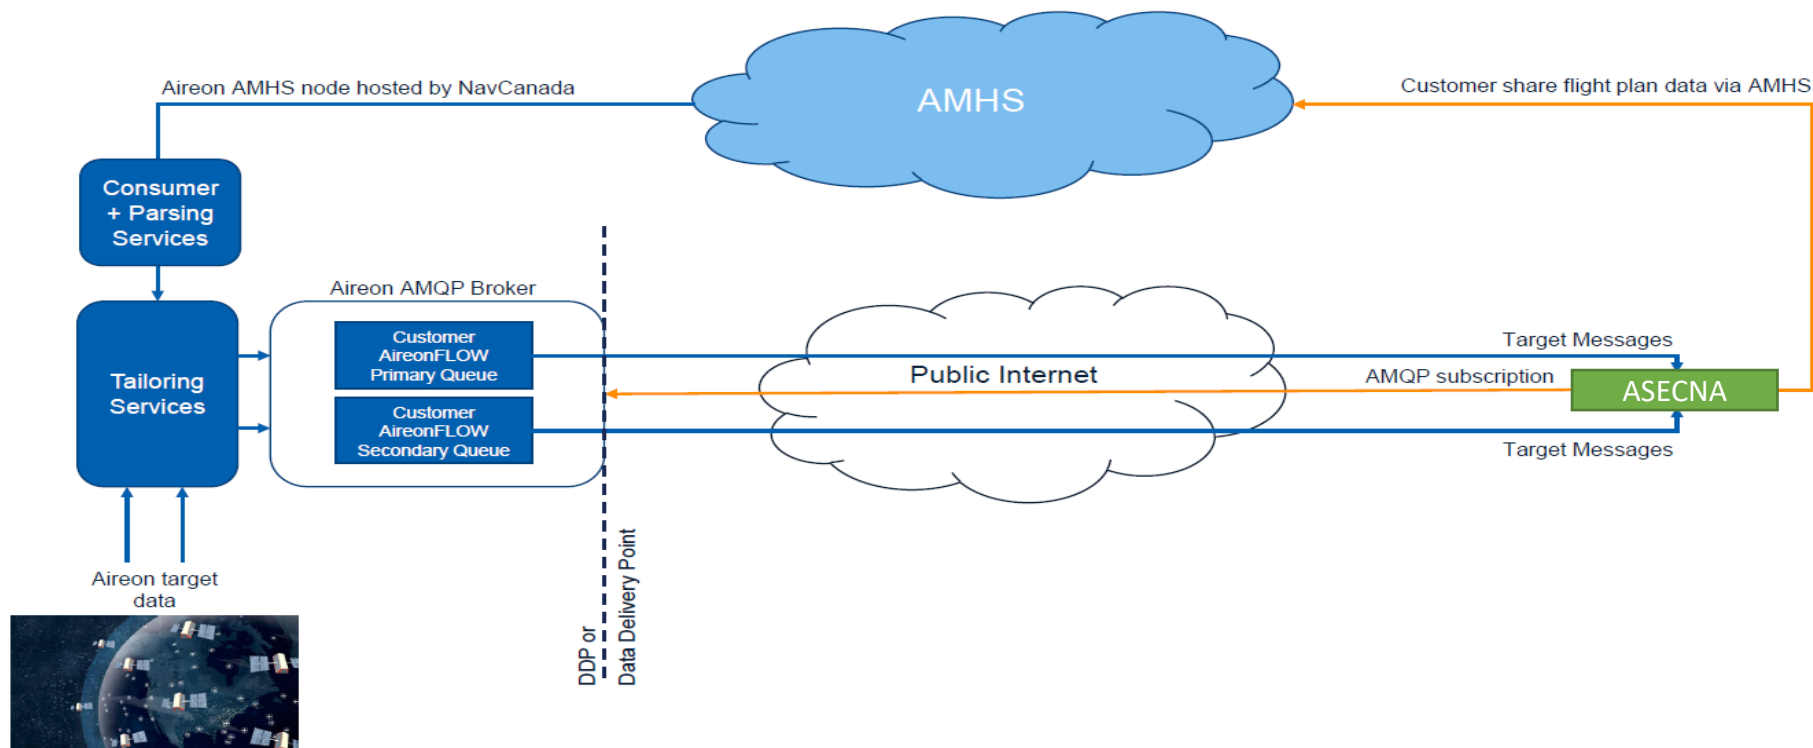 Aireon AMHS node hosted by NavCanada
AMHS
Customer share flight plan data via AMHS
Consumer
+ Parsing
Services
Aireon AMQP Broker
Customer
AireonFLOW
Primary Queue
Tailoring
Services
Customer
AireonFLOW
Secondary Queue
Public Internet
Target Messages
AMQP subscription
ASECNA
Target Messages
Aireon target
data
DDP or
Data Delivery Point